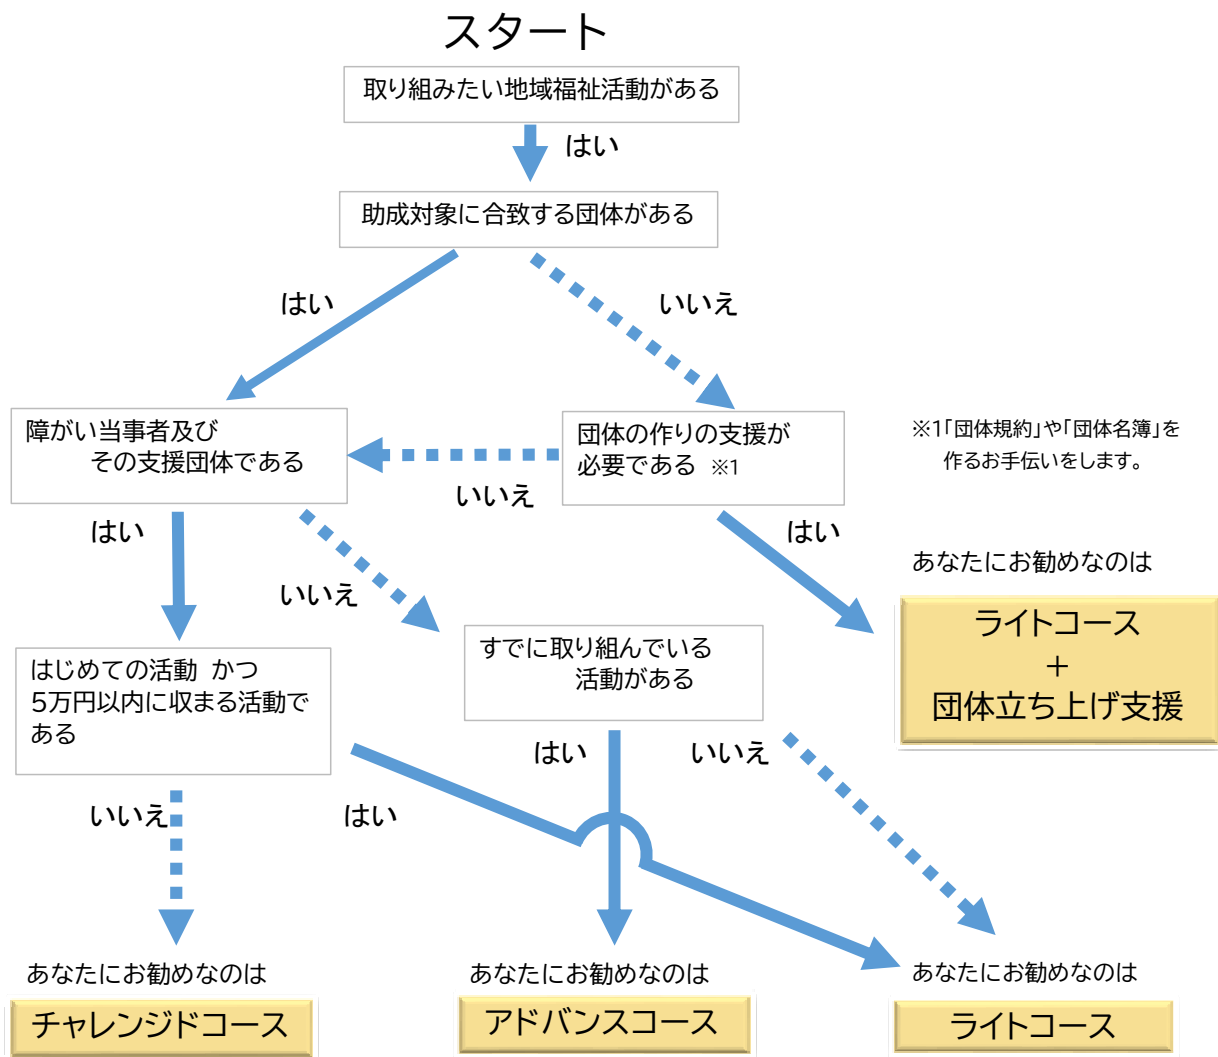 スタート
取り組みたい地域福祉活動がある
はい
助成対象に合致する団体がある
はい
いいえ
障がい当事者及び
その支援団体である
団体の作りの支援が
必要である ※1
※1「団体規約」や「団体名簿」を
作るお手伝いをします。
いいえ
はい
はい
いいえ
あなたにお勧めなのは
ライトコース
+
団体立ち上げ支援
はじめての活動 かつ
5万円以内に収まる活動で
ある
すでに取り組んでいる
活動がある
はい
いいえ
いいえ
はい
あなたにお勧めなのは
チャレンジドコース
あなたにお勧めなのは
アドバンスコース
あなたにお勧めなのは
ライトコース